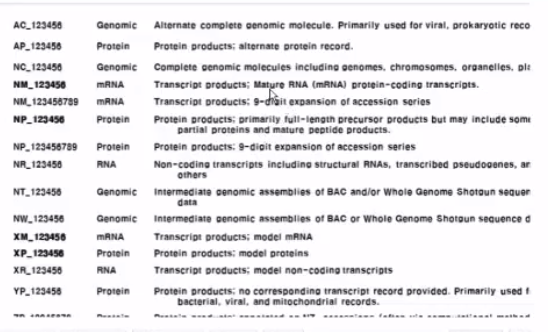 AC_123456 Genomic Alternate complete genomic molecule. Primarily used for viral, prokaryotic reco
AP_123456 Protein Protein products; alternate protein record.
NC_123456 Genomic Complete genomic molecules including genomes, chromosomes, organelles, pla
NM_123456 mRNA Transcript products; Mature RNA (mRNA) protein-coding transcripts.
NM_123456789 mRNA Transcript products; 9-digit expansion of accession series
NP_123456 Protein Protein products; primarily full-length precursor products but may include some
partial proteins and mature peptide products.
NP_123456789 Protein Protein products; 9-digit expansion of accession series
NR_123456 RNA Non-coding transcripts including structural RNAs, transcribed pseudogenes, an
others
NT_123456 Genomic Intermediate genomic assemblies of BAC and/or Whole Genome Shotgun sequen
data
NW_123456 Genomic Intermediate genomic assemblies of BAC or Whole Genome Shotgun sequence d
XM_123456 mRNA Transcript products; model mRNA
XP_123456 Protein Protein products; model proteins
XR_123456 RNA Transcript products; model non-coding transcripts
YP_123456 Protein Protein products; no corresponding transcript record provided. Primarily used f
bacterial, viral, and mitochondrial records.